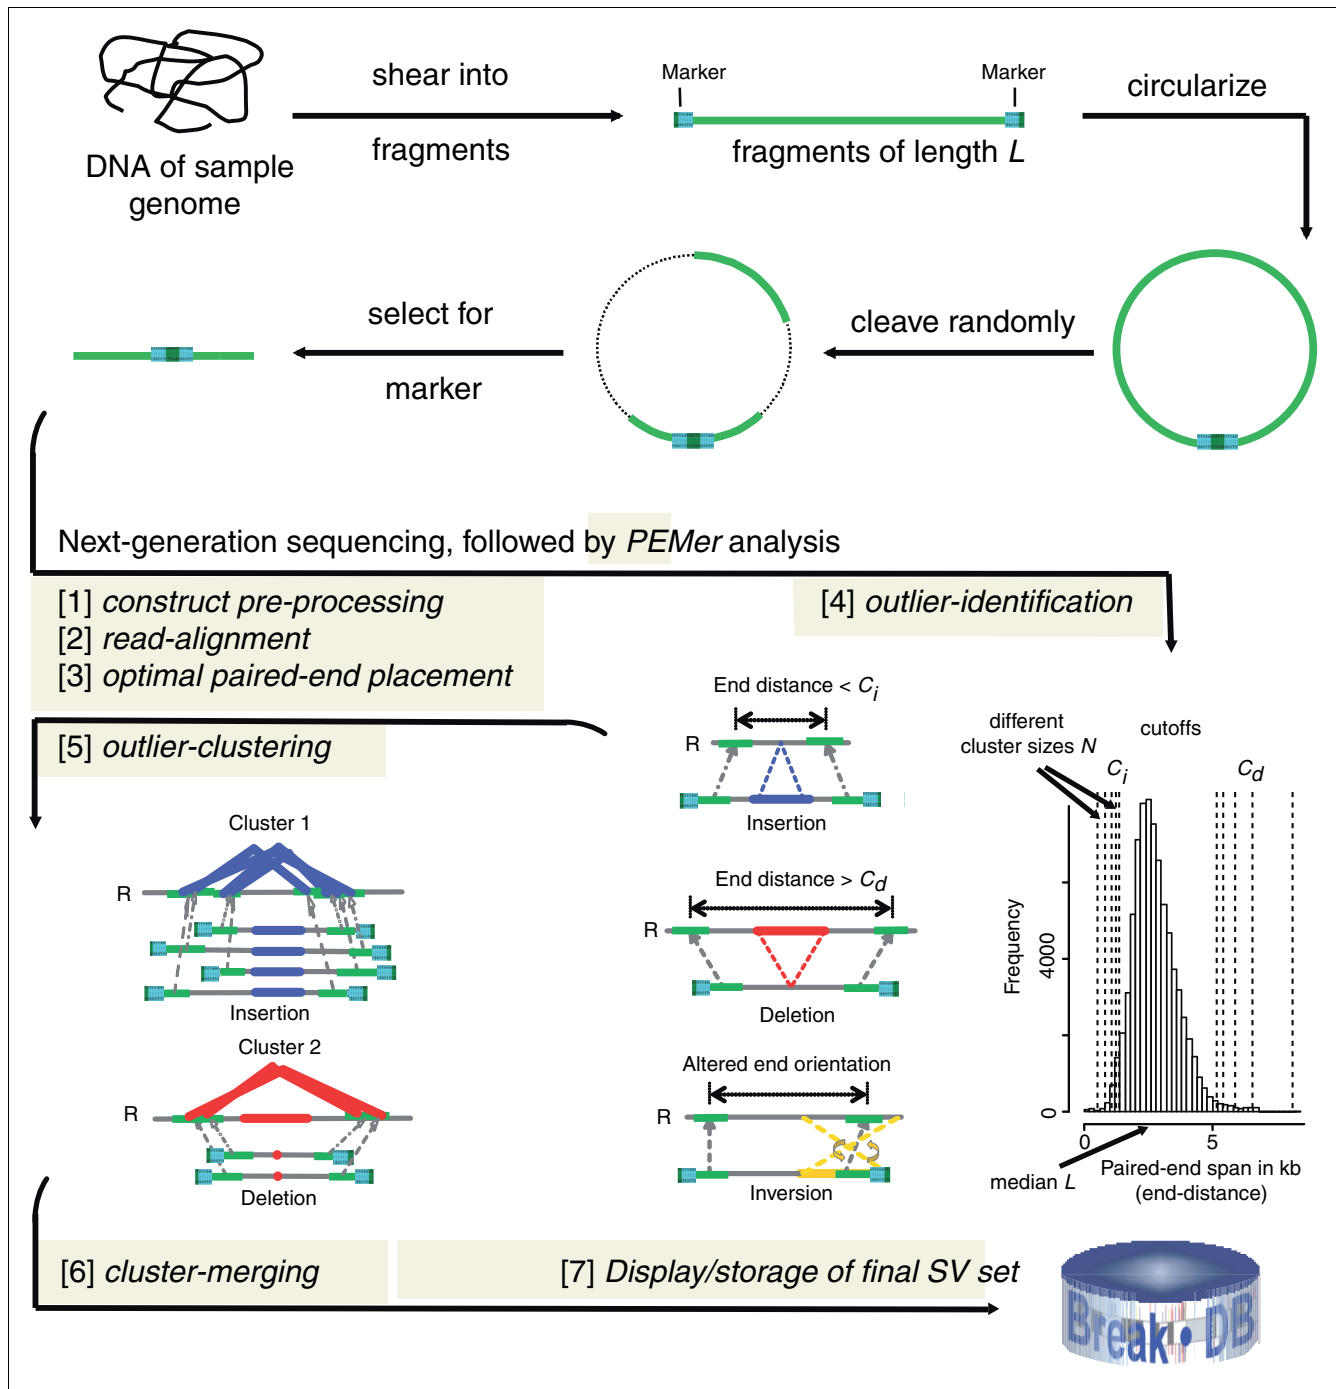 shear into
fragments
DNA of sample
genome
Marker
Marker
fragments of length L
circularize
select for
marker
cleave randomly
Next-generation sequencing, followed by PEMer analysis
[1] construct pre-processing
[2] read-alignment
[3] optimal paired-end placement
[4] outlier-identification
[5] outlier-clustering
Cluster 1
R
Insertion
Cluster 2
R
Deletion
End distance < Ci
R
Insertion
End distance > Cd
R
Deletion
Altered end orientation
R
Inversion
different
cluster sizes N
cutoffs
Ci
Cd
Frequency
4000
0
0
5
median L
Paired-end span in kb
(end-distance)
[6] cluster-merging
[7] Display/storage of final SV set
Break • DB